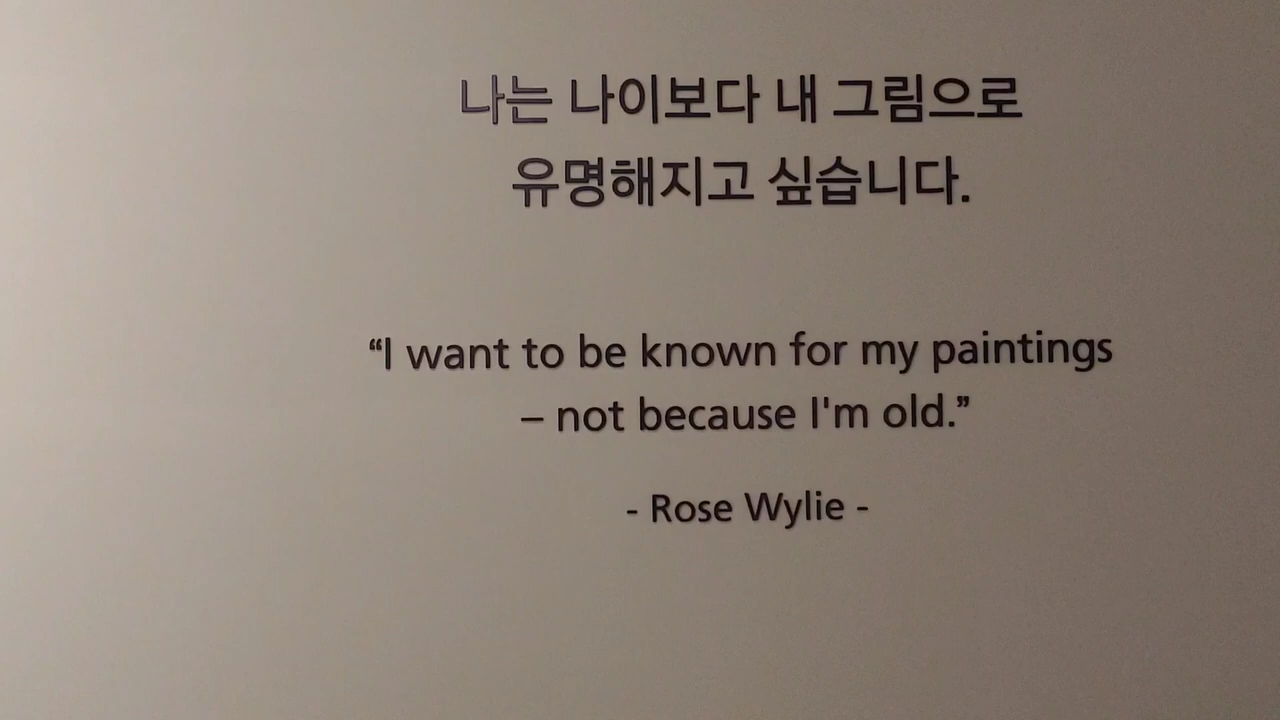 나는 나이보다 내 그림으로
유명해지고 싶습니다.
“I want to be known for my paintings
– not because I'm old.”
- Rose Wylie -